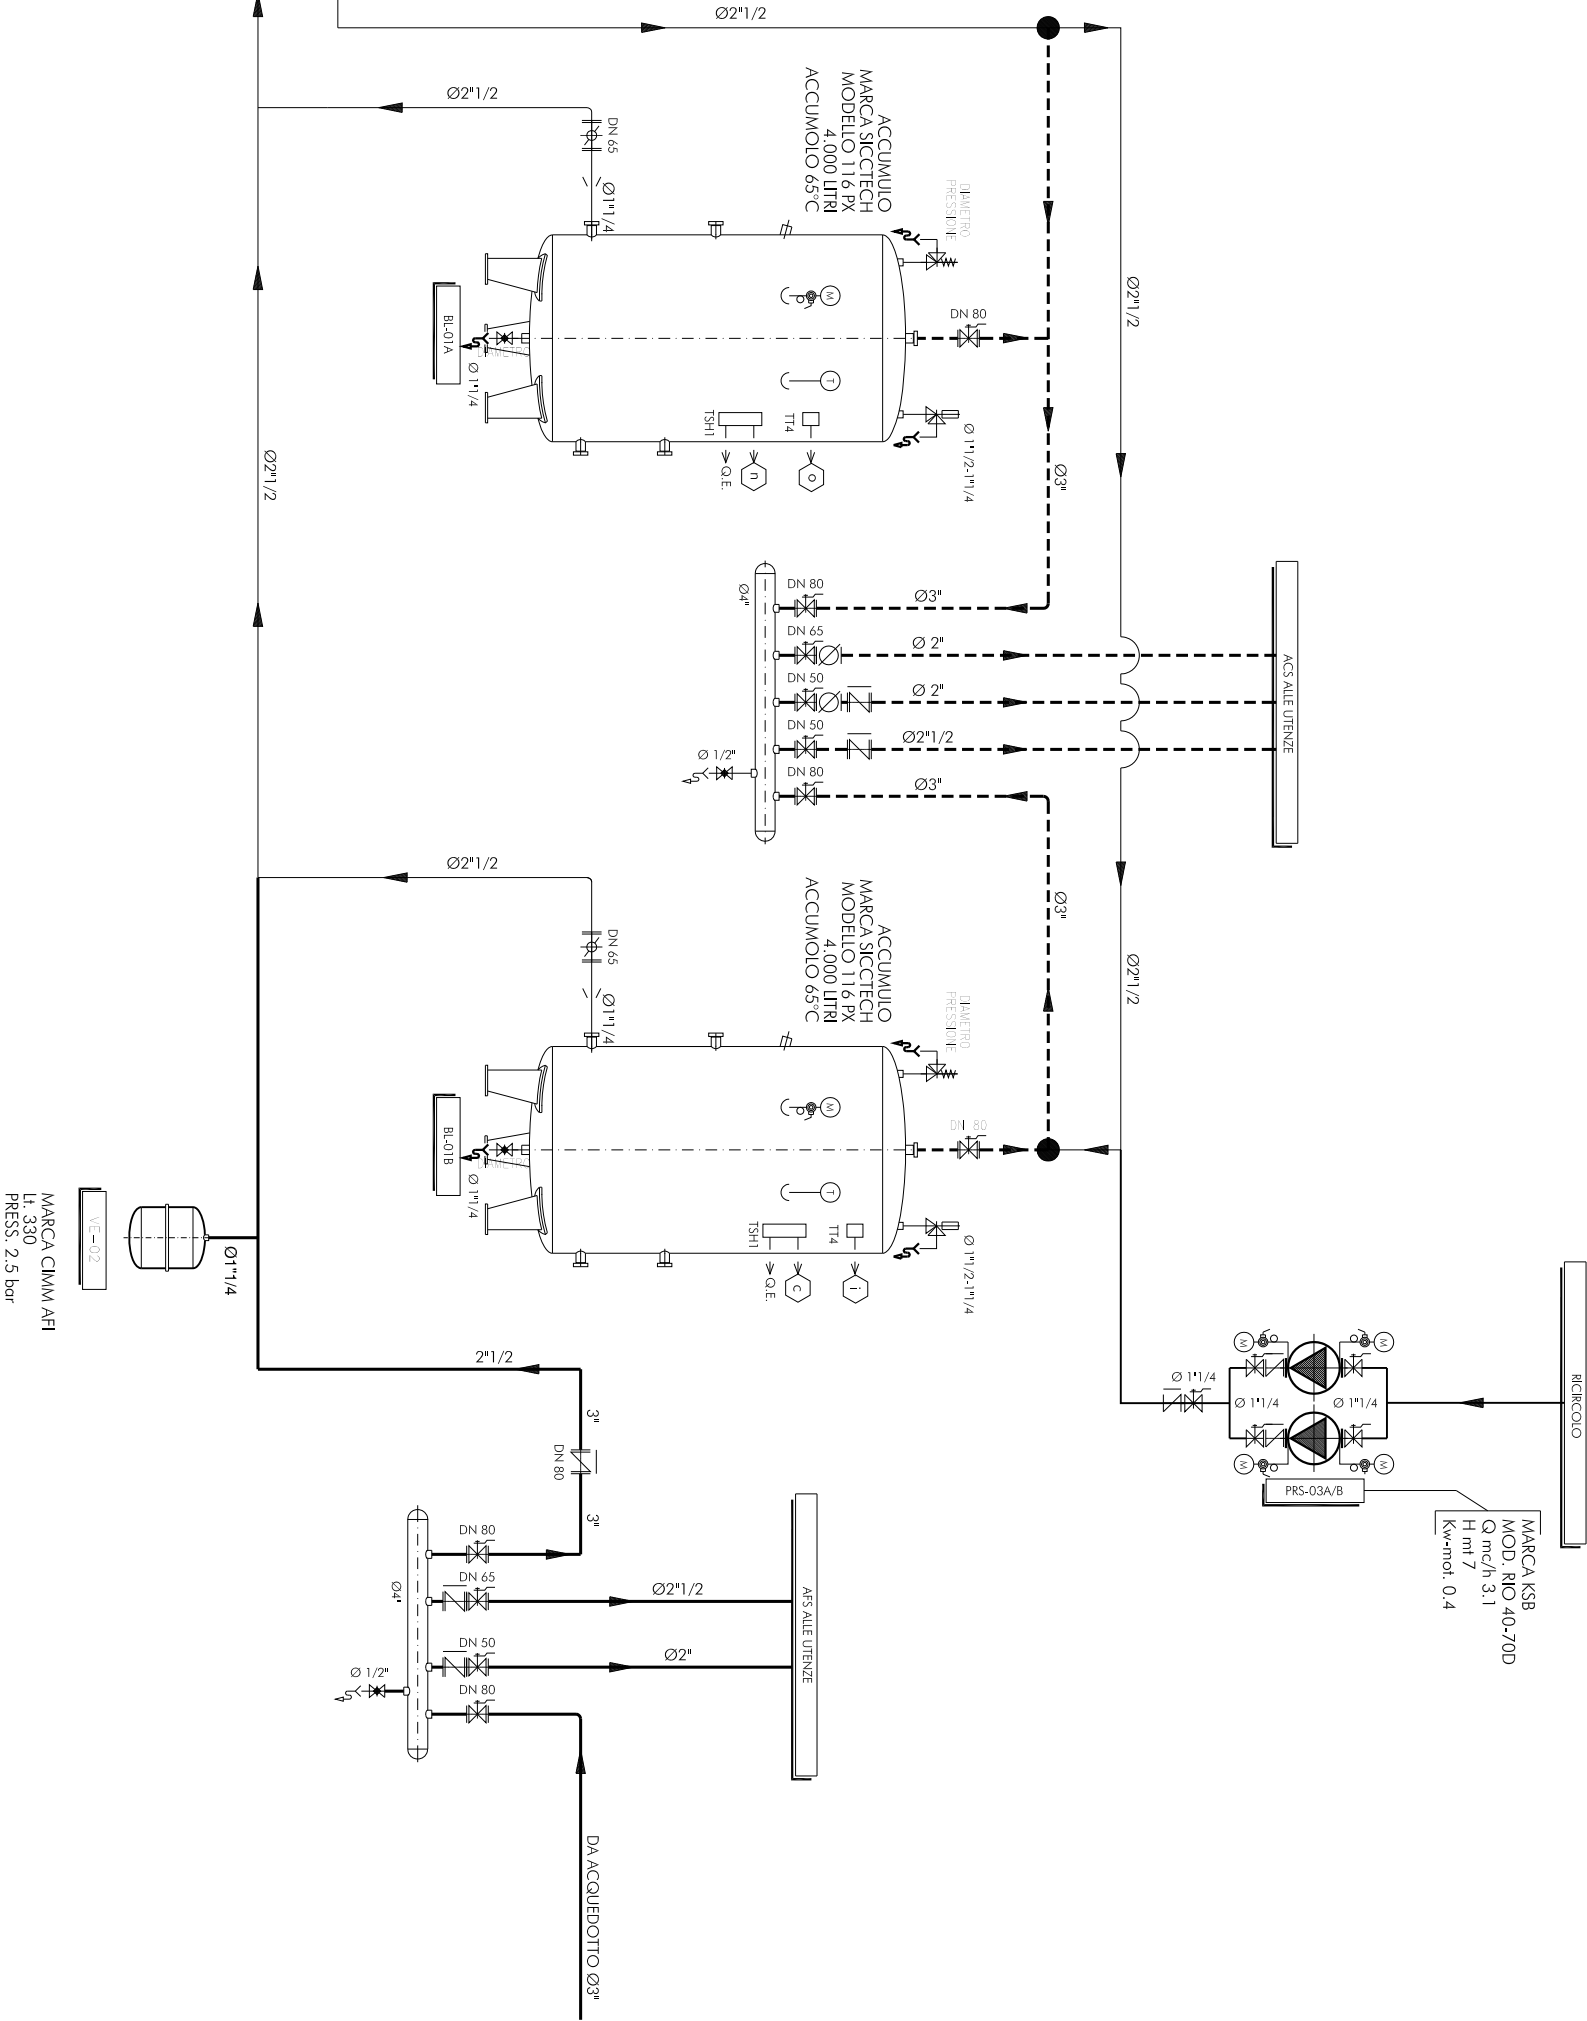 Ø2"1/2
Ø2"1/2
DN 65
Ø1"1/4
ACCUMULO
MARCA SICCTECH
MODELLO 116 PX
4.000 LITRI
ACCUMOLO 65°C
DIAMETRO
PRESSIONE
M
T
DN 80
BL-01A
DIAMETRO
Ø 1"1/4
TSH1
TT4
Q.E.
n
o
Ø 1"1/2-1"1/4
Ø2"1/2
Ø2"1/2
Ø3"
ACS ALLE UTENZE
Ø4"
DN 80
Ø3"
DN 65
Ø 2"
DN 50
Ø 2"
DN 50
Ø2"1/2
Ø 1/2"
DN 80
Ø3"
Ø2"1/2
DN 65
Ø1"1/4
ACCUMULO
MARCA SICCTECH
MODELLO 116 PX
4.000 LITRI
ACCUMOLO 65°C
DIAMETRO
PRESSIONE
Ø3"
Ø2"1/2
M
T
DN 80
BL-01B
DIAMETRO
Ø 1"1/4
TSH1
TT4
Q.E.
c
i
Ø 1"1/2-1"1/4
VE-02
MARCA CIMM AFI
Lt. 330
PRESS. 2.5 bar
Ø1"1/4
RICIRCOLO
M
M
Ø 1"1/4
Ø 1"1/4
Ø 1"1/4
M
M
PRS-03A/B
MARCA KSB
MOD. RIO 40-70D
Q mc/h 3.1
H mt 7
Kw-mot. 0.4
2"1/2
3"
DN 80
3"
AFS ALLE UTENZE
Ø4"
DN 80
DN 65
Ø2"1/2
DN 50
Ø2"
Ø 1/2"
DN 80
DA ACQUEDOTTO Ø3"